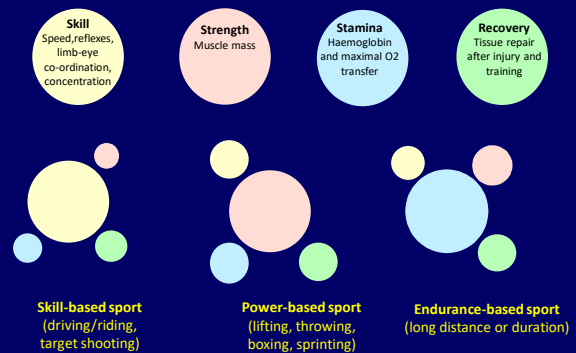 Skill
Speed,reflexes,
limb-eye
co-ordination,
concentration
Strength
Muscle mass
Stamina
Haemoglobin
and maximal O2
transfer
Recovery
Tissue repair
after injury and
training
Skill-based sport
(driving/riding,
target shooting)
Power-based sport
(lifting, throwing,
boxing, sprinting)
Endurance-based sport
(long distance or duration)